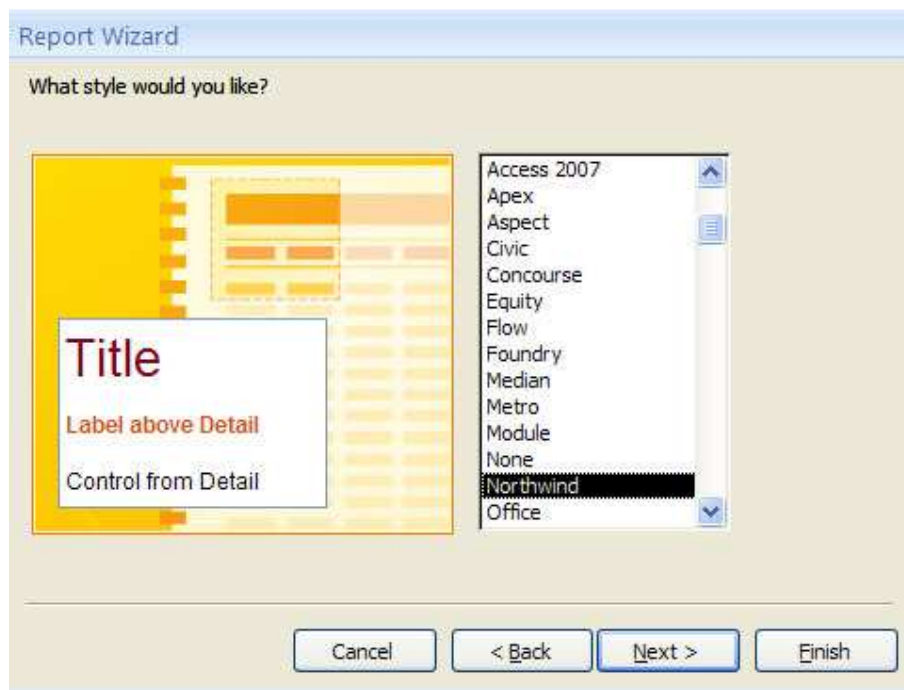 Report Wizard
What style would you like?
Title
Label above Detail
Control from Detail
Access 2007
Apex
Aspect
Civic
Concourse
Equity
Flow
Foundry
Median
Metro
Module
None
Northwind
Office
Cancel
< Back
Next >
Finish